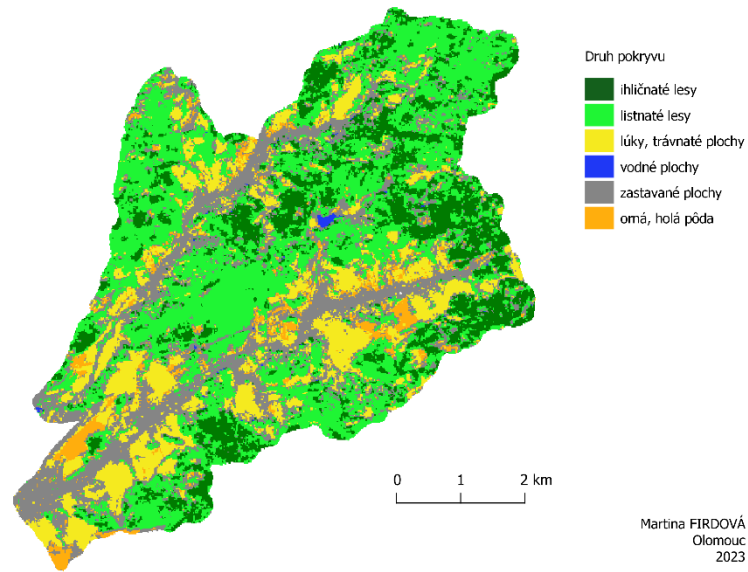 Druh pokryvu
ihličnaté lesy
listnaté lesy
lúky, trávnaté plochy
vodné plochy
zastavané plochy
orná, holá pôda
0 1 2 km
Martina FIRDOVÁ
Olomouc
2023